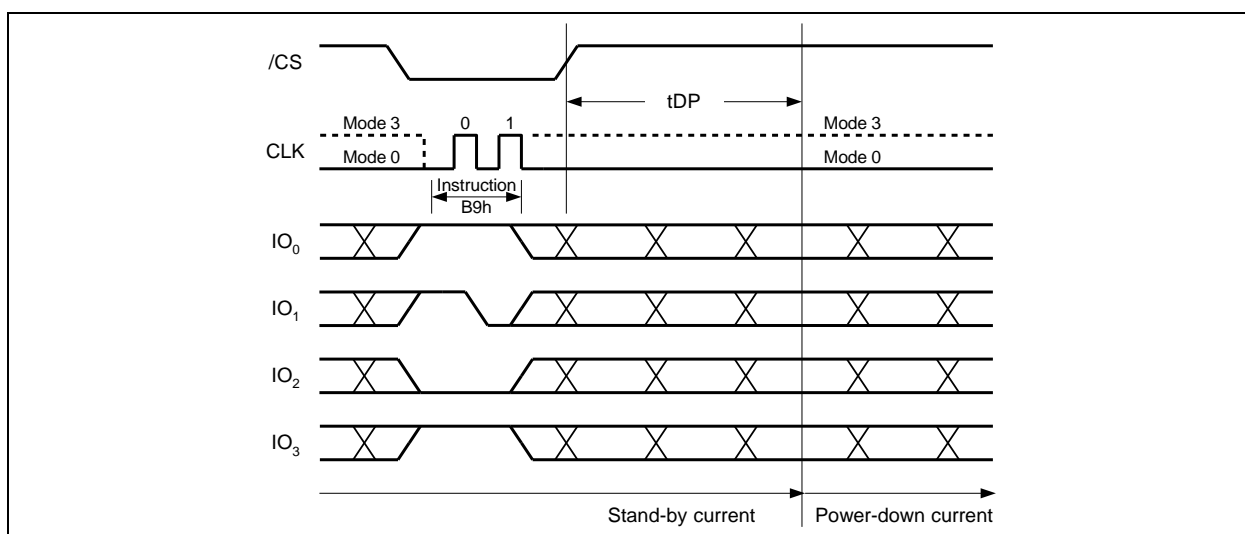 /CS
tDP
Mode 3 0 1 Mode 3
CLK
Mode 0 Mode 0
Instruction
B9h
IO0
IO1
IO2
IO3
Stand-by current Power-down current